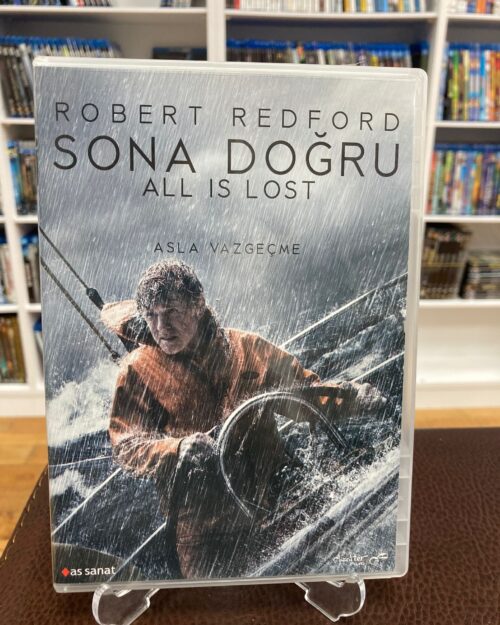 ROBERT REDFORD
SONA DOĞRU
ALL IS LOST
ASLA VAZGEÇME
as sanat